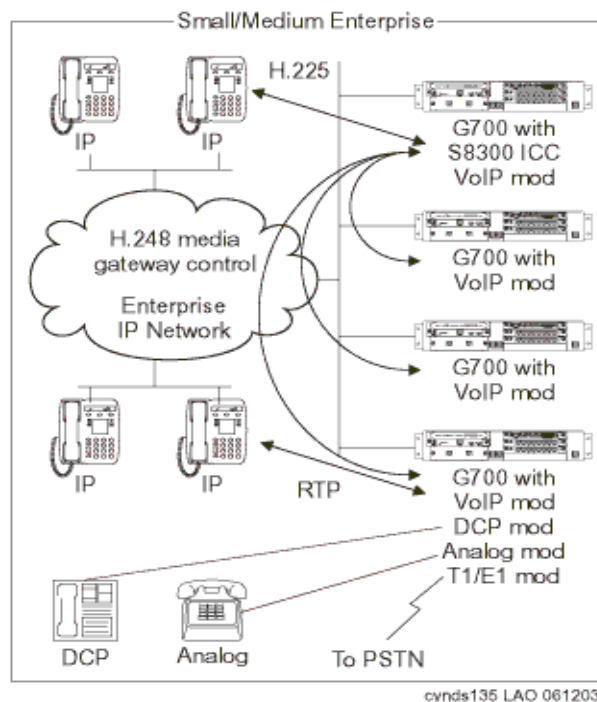 Small/Medium Enterprise
IP
IP
H.225
G700 with
S8300 ICC
VoIP mod
H.248 media
gateway control
Enterprise
IP Network
G700 with
VoIP mod
G700 with
VoIP mod
IP
IP
RTP
G700 with
VoIP mod
DCP mod
Analog mod
T1/E1 mod
DCP
Analog
To PSTN
cynds135 LAO 061203